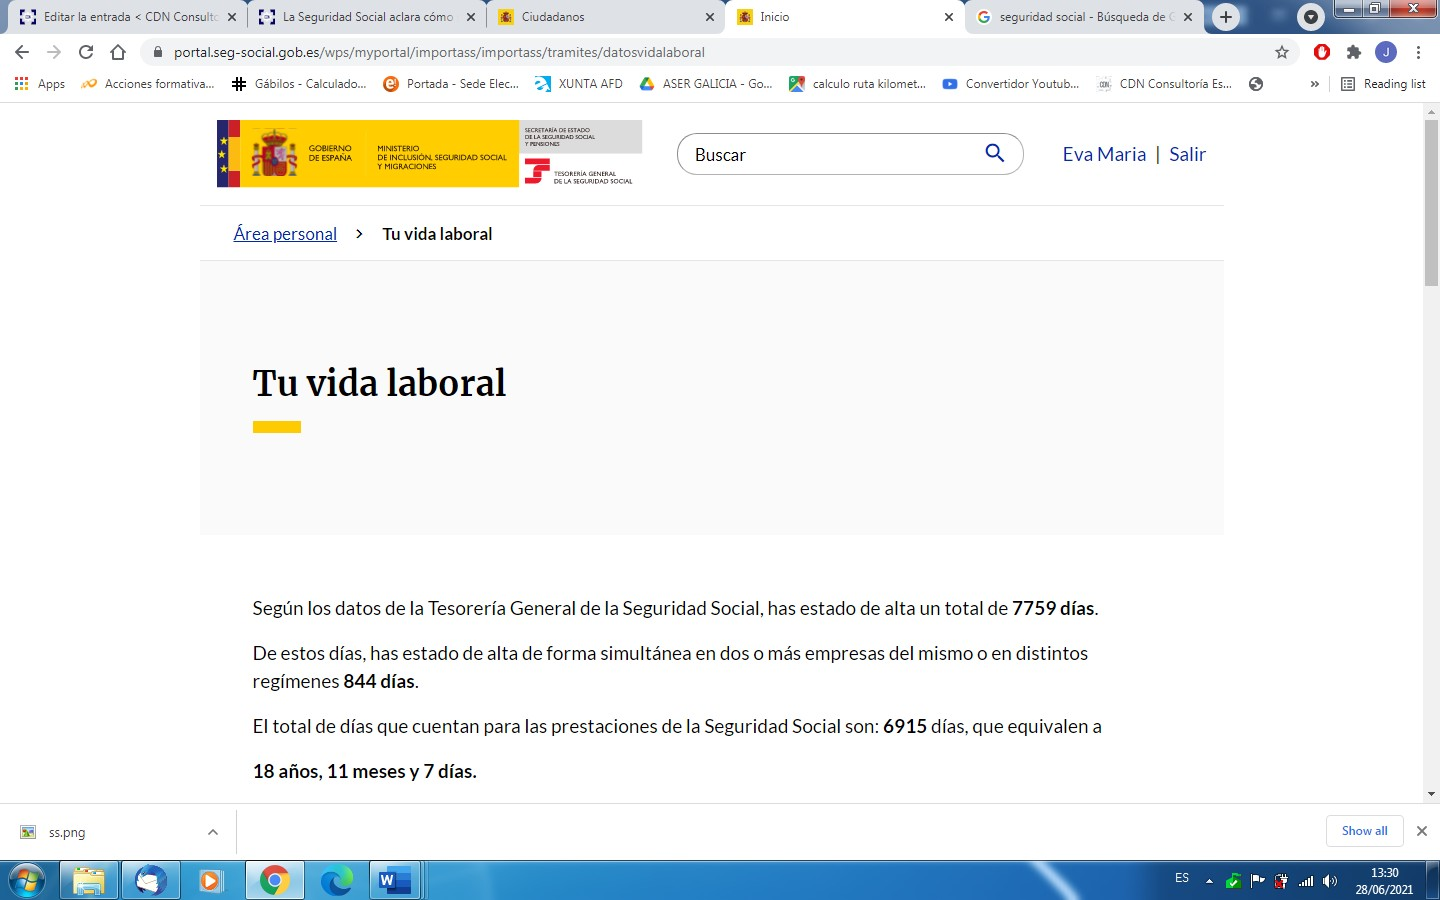 Editar la entrada < CDN Consulto
La Seguridad Social aclara cómo
Ciudadanos
Inicio
seguridad social - Búsqueda de G
portal.seg-social.gob.es/wps/myportal/importass/importass/tramites/datosvidalaboral
J
Apps
Acciones formativa...
Gábilos - Calculado...
Portada - Sede Elec...
XUNTA AFD
ASER GALICIA - Go...
calculo ruta kilomet...
Convertidor Youtub...
CDN Consultoría Es...
»
Reading list
GOBIERNO
DE ESPAÑA
MINISTERIO
DE INCLUSIÓN, SEGURIDAD SOCIAL
Y MIGRACIONES
SECRETARÍA DE ESTADO
DE LA SEGURIDAD SOCIAL
Y PENSIONES
TESORERÍA GENERAL
DE LA SEGURIDAD SOCIAL
Buscar
Eva Maria | Salir
Área personal > Tu vida laboral
Tu vida laboral
Según los datos de la Tesorería General de la Seguridad Social, has estado de alta un total de 7759 días.
De estos días, has estado de alta de forma simultánea en dos o más empresas del mismo o en distintos
regímenes 844 días.
El total de días que cuentan para las prestaciones de la Seguridad Social son: 6915 días, que equivalen a
18 años, 11 meses y 7 días.
ss.png
Show all
ES
13:30
28/06/2021